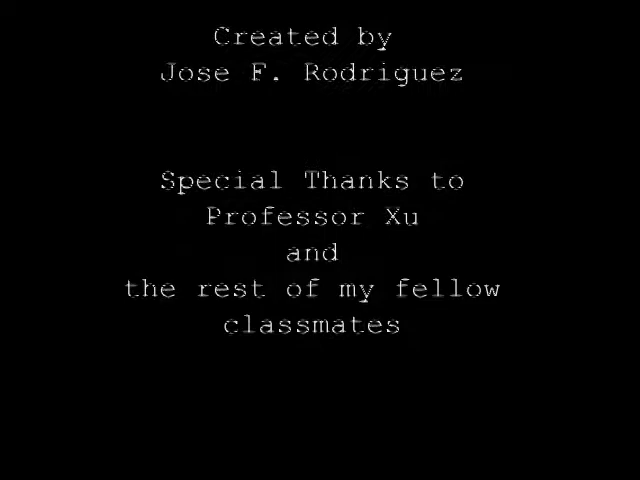 Created by
Jose F. Rodriguez
Special Thanks to
Professor Xu
and
the rest of my fellow
classmates